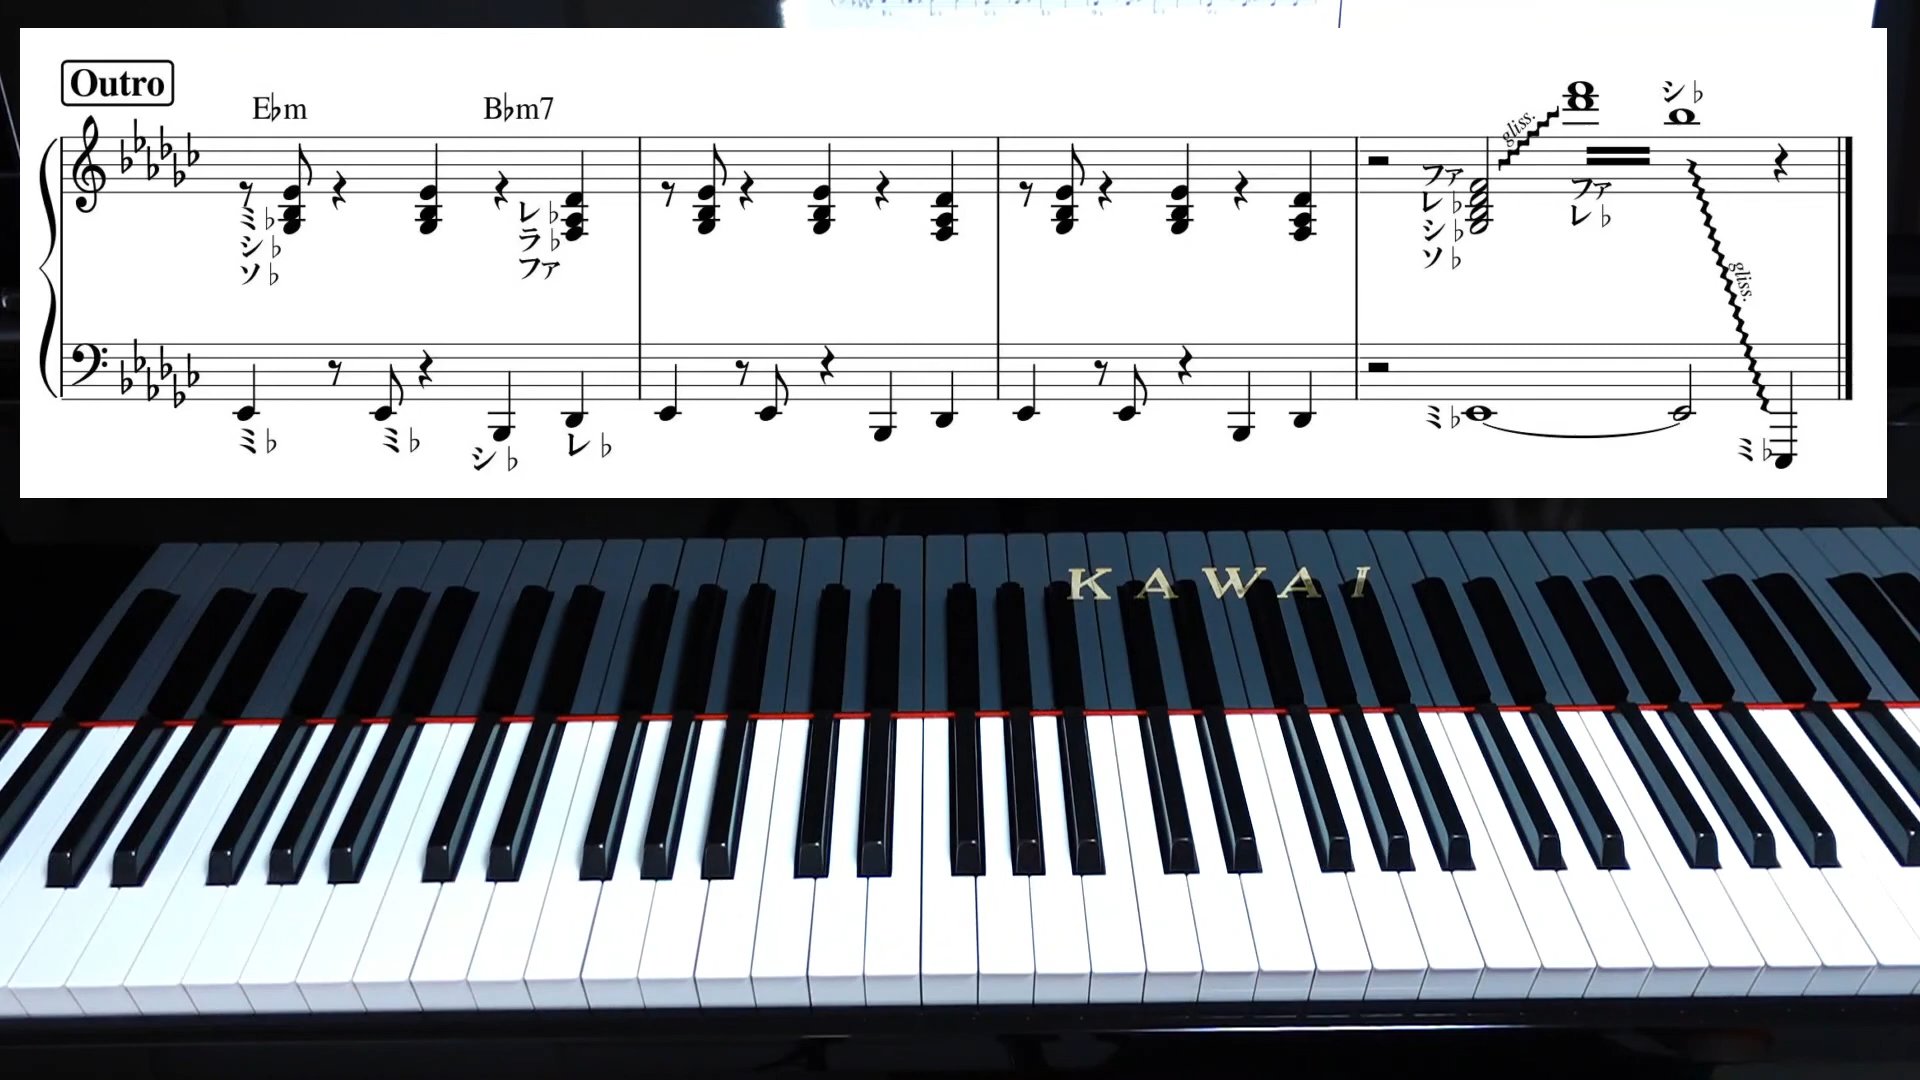 Outro
E♭m B♭m7
gliss.
シ♭
ミ♭
シ♭
ソ♭
レ♭
ラ♭
ファ
ファ
レ♭
シ♭
ソ♭
ファ
レ♭
gliss.
ミ♭ ミ♭ シ♭ レ♭ ミ♭ ミ♭
KAWAI